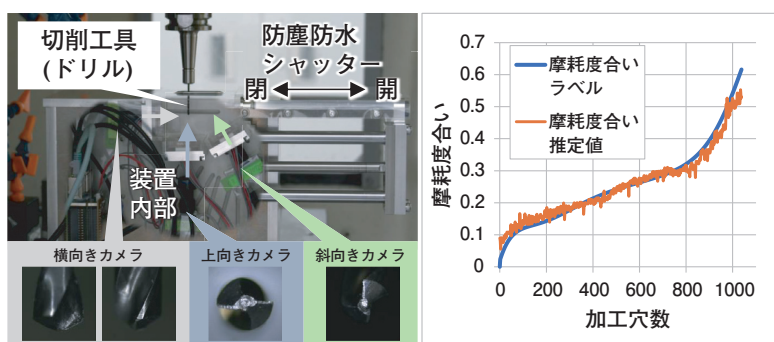 切削工具
(ドリル)
防塵防水
シャッター
閉
開
装置
内部
横向きカメラ
上向きカメラ
斜向きカメラ
摩耗度合い
0.7
0.6
0.5
0.4
0.3
0.2
0.1
0
摩耗度合い
ラベル
摩耗度合い
推定値
0
200
400
600
800
1000
加工穴数